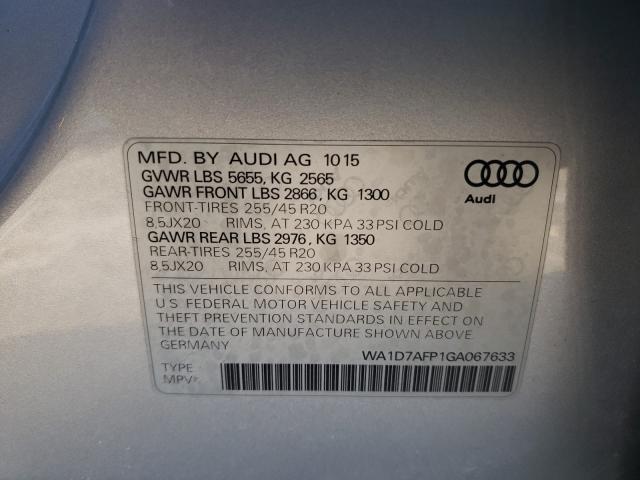 MFD. BY AUDI AG 10 15
GVWR LBS 5655, KG 2565
GAWR FRONT LBS 2866, KG 1300
FRONT-TIRES 255/45 R20
8,5JX20 RIMS, AT 230 KPA 33 PSI COLD
GAWR REAR LBS 2976, KG 1350
REAR-TIRES 255/45 R20
8,5JX20 RIMS, AT 230 KPA 33 PSI COLD
Audi
THIS VEHICLE CONFORMS TO ALL APPLICABLE
U S FEDERAL MOTOR VEHICLE SAFETY AND
THEFT PREVENTION STANDARDS IN EFFECT ON
THE DATE OF MANUFACTURE SHOWN ABOVE
GERMANY
WA1D7AFP1GA067633
TYPE
MPV